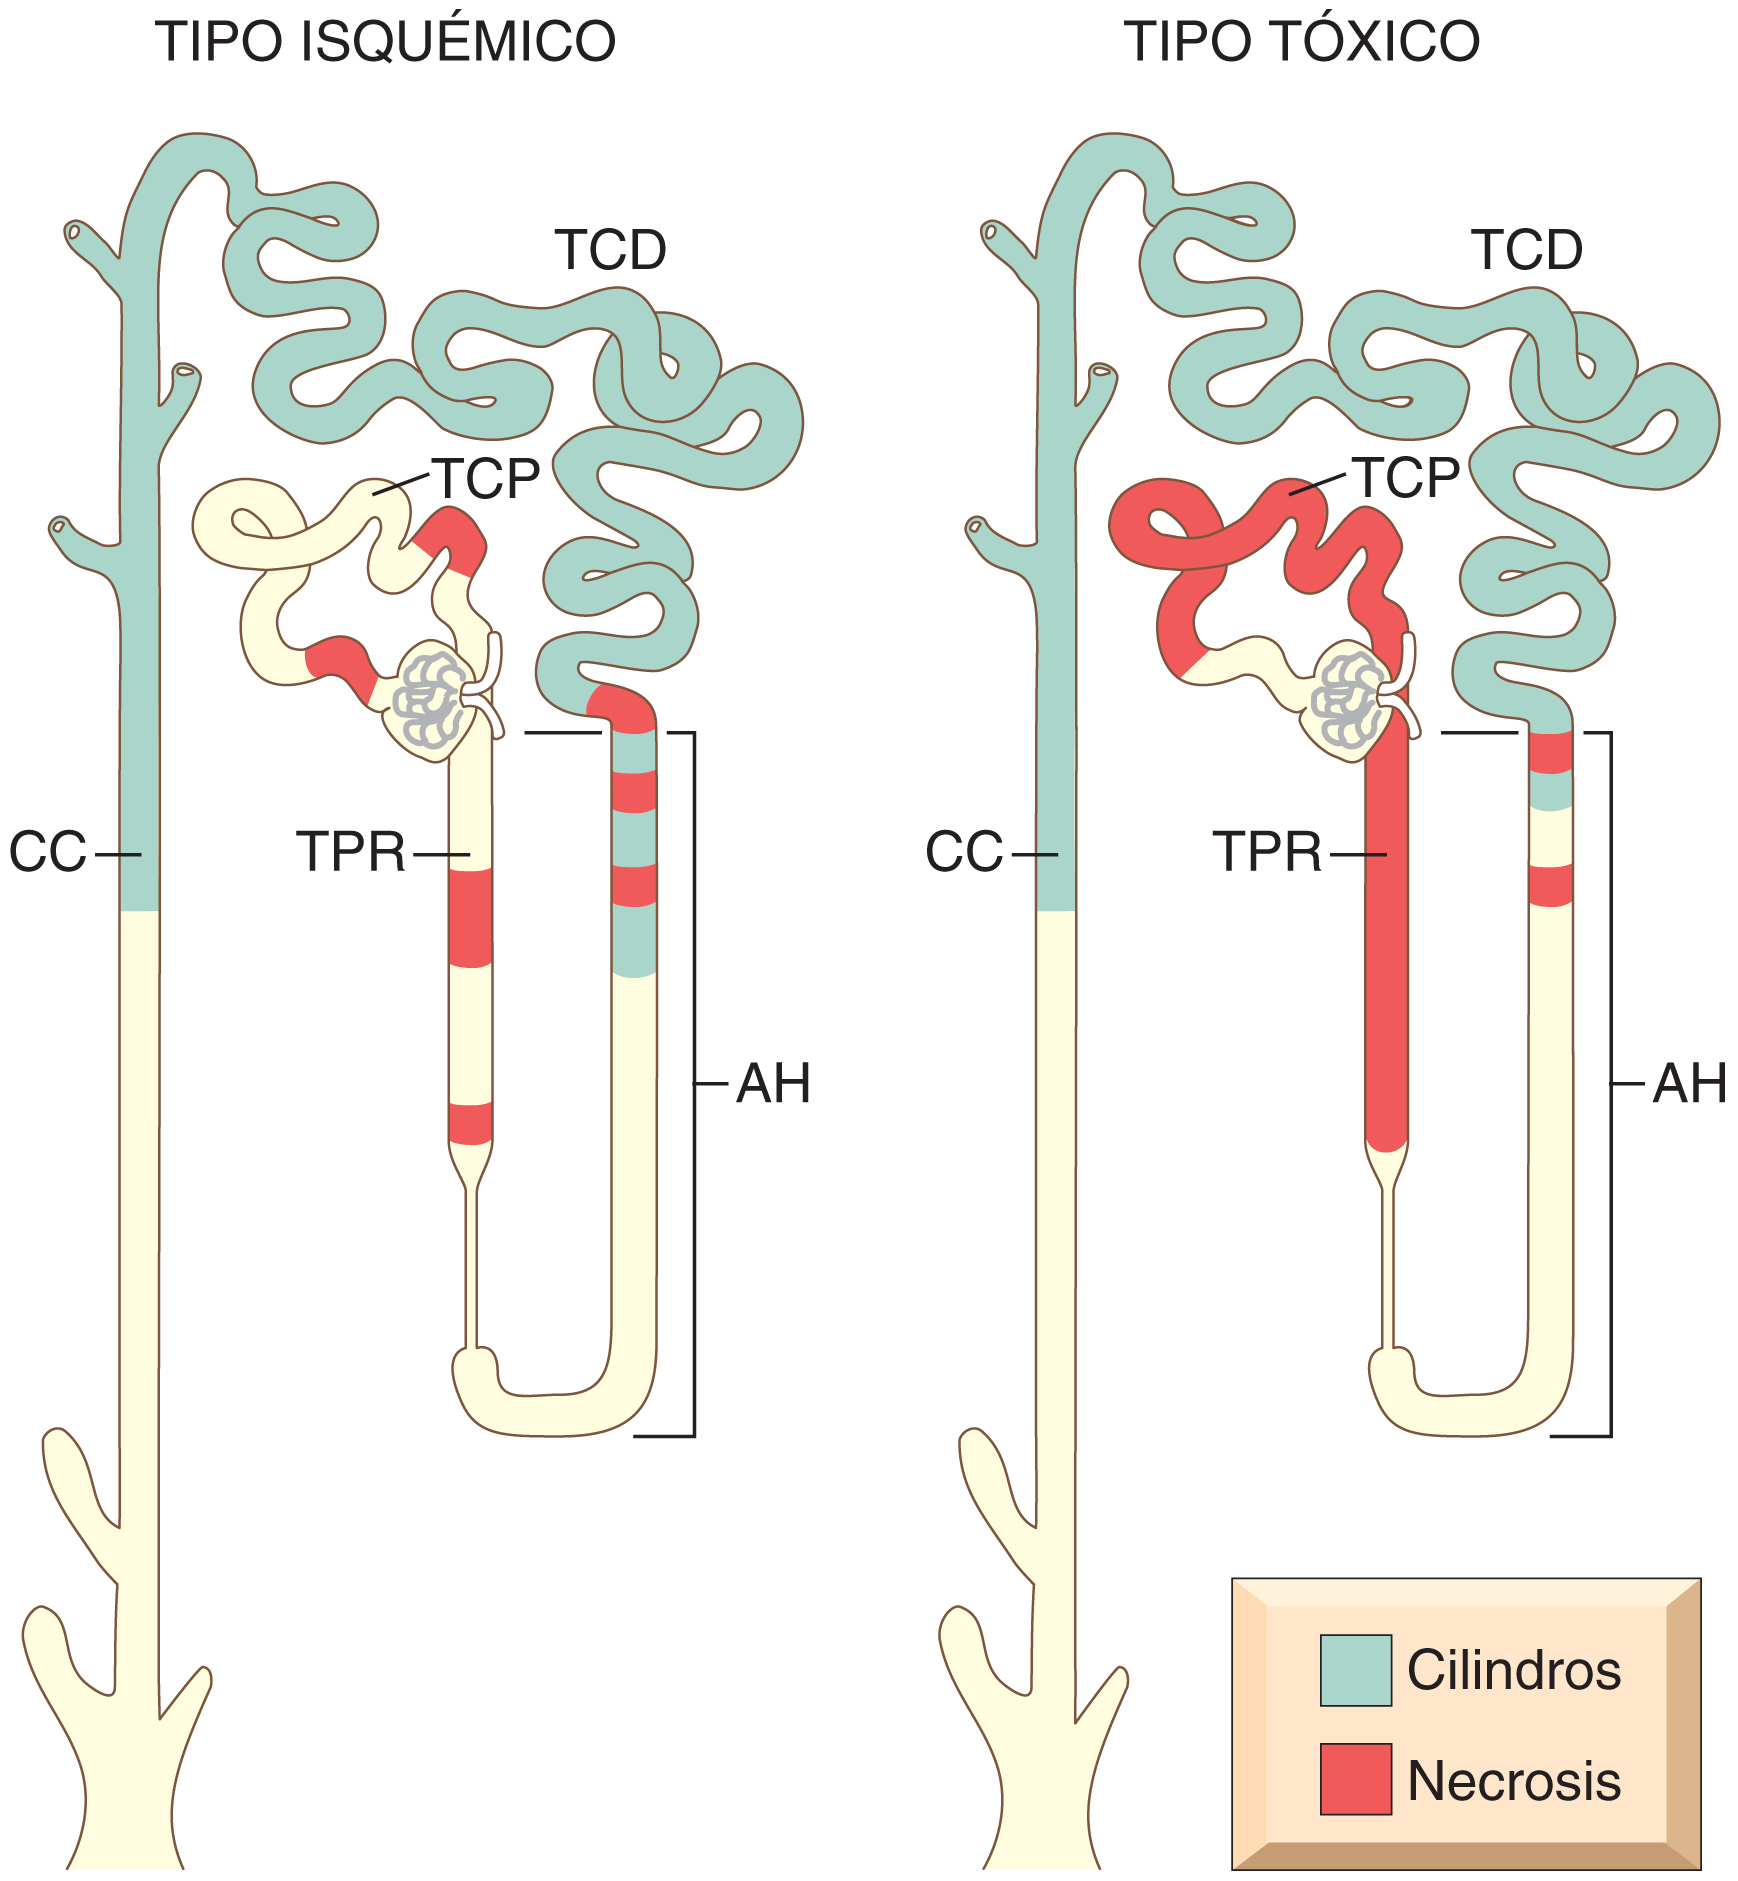 TIPO ISQUÉMICO
TIPO TÓXICO
TCD
TCP
CC
TPR
AH
TCD
TCP
CC
TPR
AH
Cilindros
Necrosis